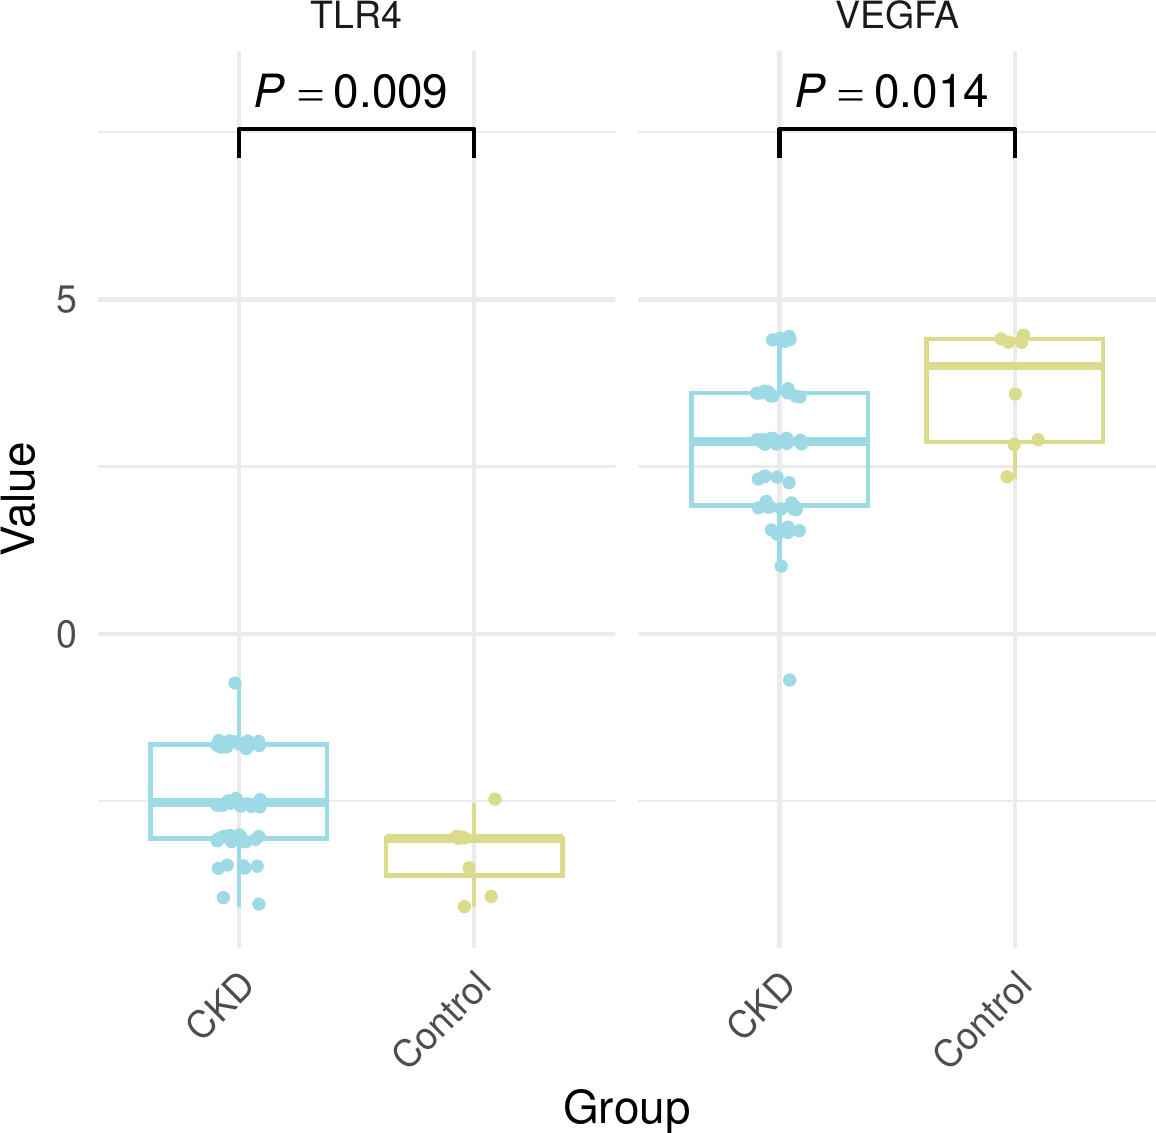 TLR4 VEGFA
P = 0.009 P = 0.014
5
0
Value
CKD Control CKD Control
Group